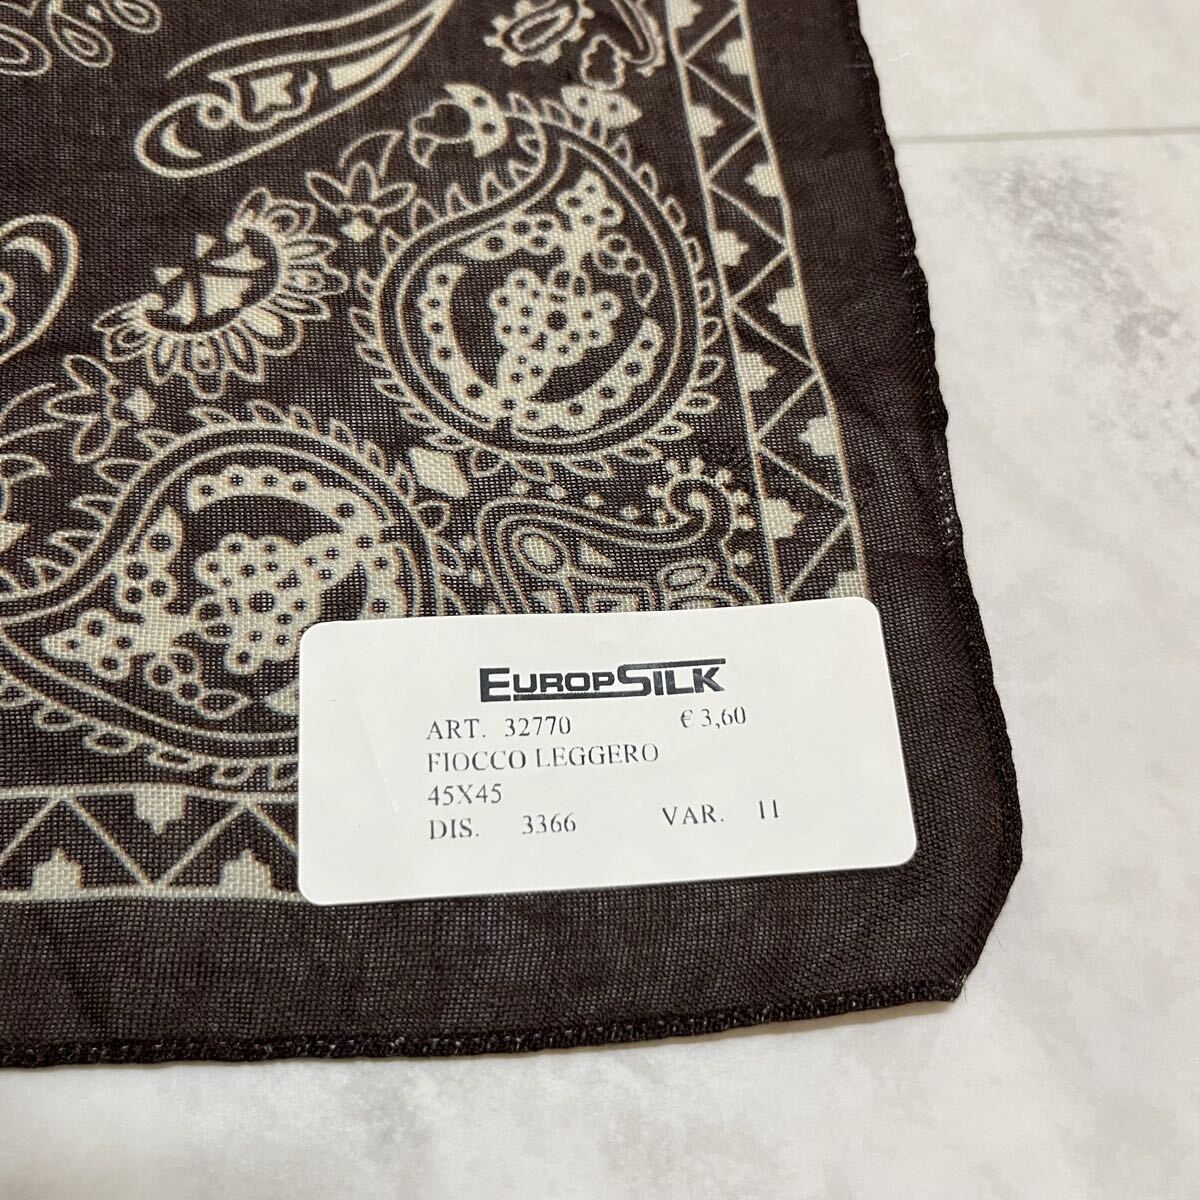 EUROPSILK
ART. 32770 € 3,60
FIOCCO LEGGERO
45X45
DIS. 3366 VAR. 11